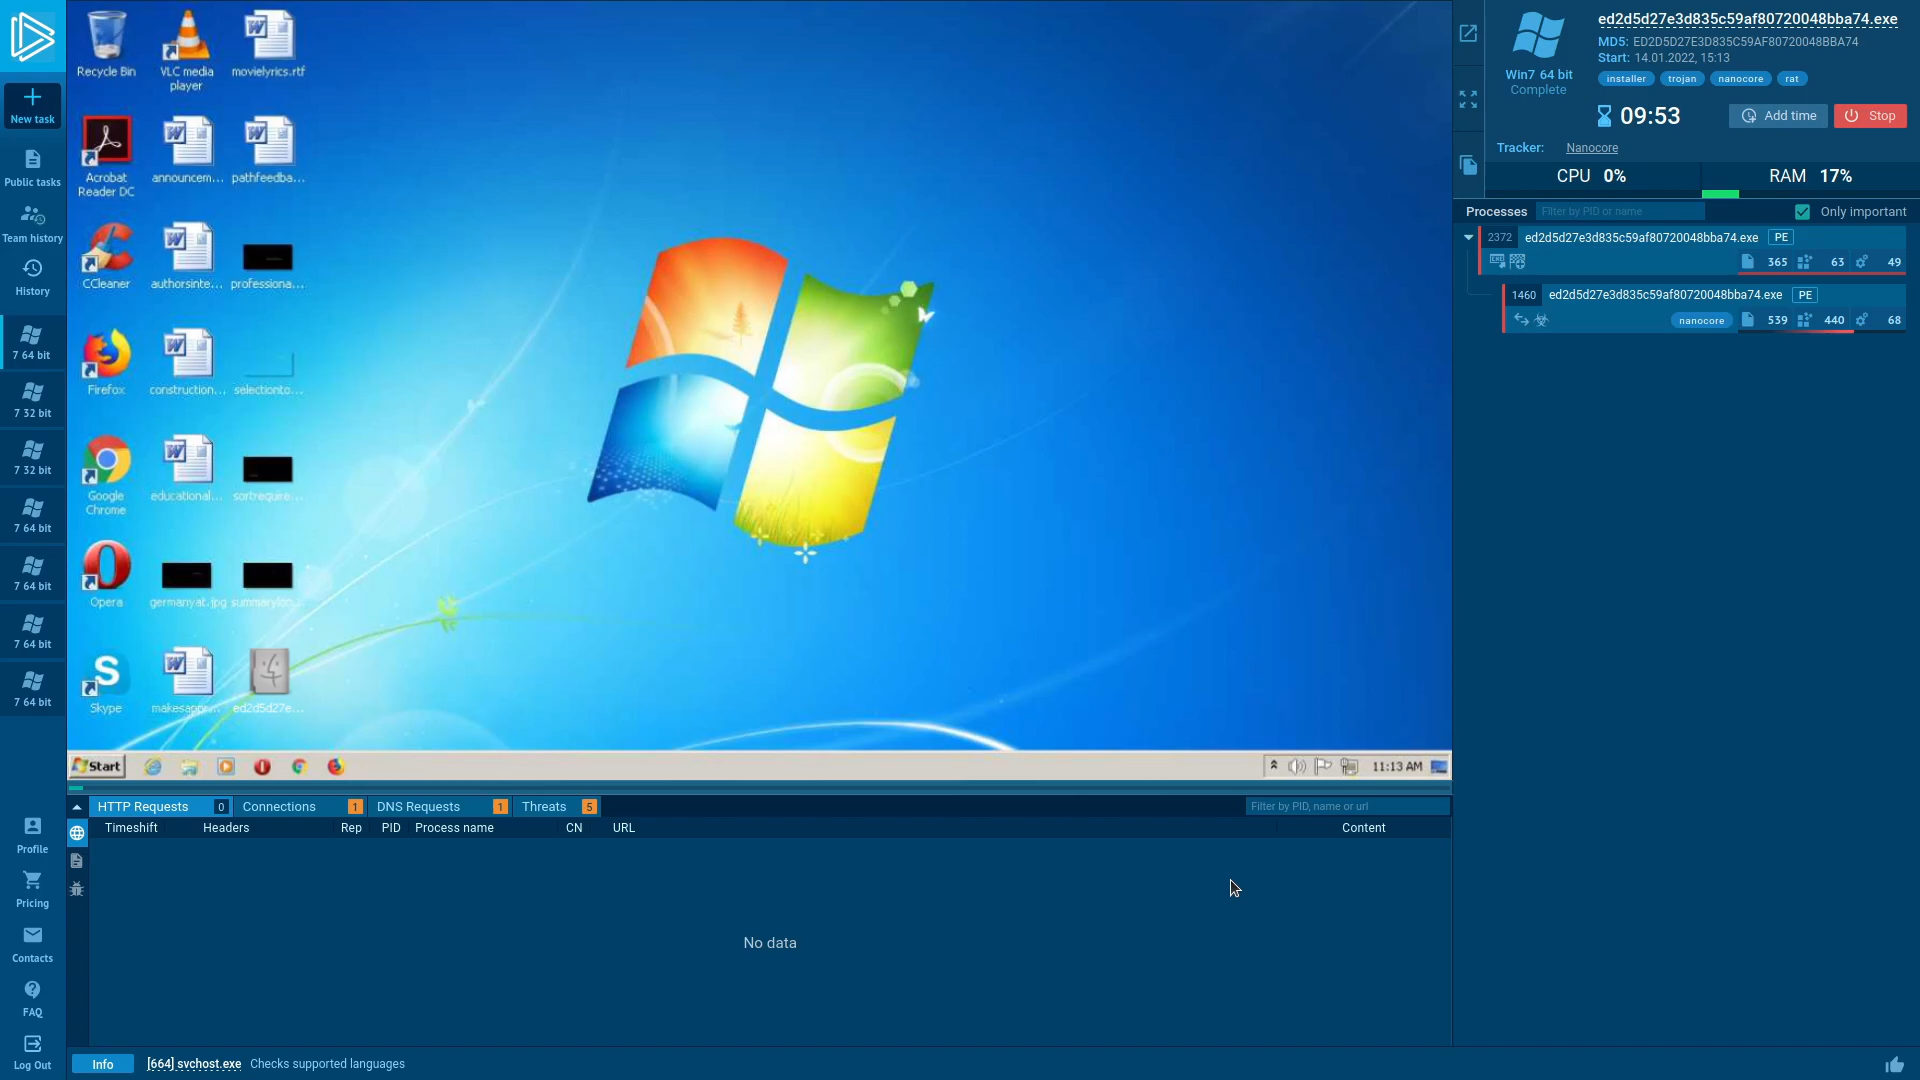 New task
Public tasks
Team history
History
7 64 bit
7 32 bit
7 32 bit
7 64 bit
7 64 bit
7 64 bit
7 64 bit
Profile
Pricing
Contacts
FAQ
Log Out
Recycle Bin
VLC media
player
movielyrics.rtf
Acrobat
Reader DC
announcem...
pathfeedba...
CCleaner
authorsinte...
professiona...
Firefox
construction...
selectionto...
Google
Chrome
educational...
sortrequire...
Opera
germanyat.jpg
Skype
ed2d5d27e...
Start
11:13 AM
HTTP Requests 0
Connections 1
DNS Requests 1
Threats 5
Filter by PID, name or url
Timeshift Headers Rep PID Process name CN URL Content
No data
Info [664] svchost.exe Checks supported languages
Win7 64 bit
Complete
ed2d5d27e3d835c59af80720048bba74.exe
MD5: ED2D5D27E3D835C59AF80720048BBA74
Start: 14.01.2022, 15:13
installer trojan nanocore rat
09:53 Add time Stop
Tracker: Nanocore
CPU 0% RAM 17%
Processes Filter by PID or name Only important
2372 ed2d5d27e3d835c59af80720048bba74.exe PE
365 63 49
1460 ed2d5d27e3d835c59af80720048bba74.exe PE
nanocore 539 440 68